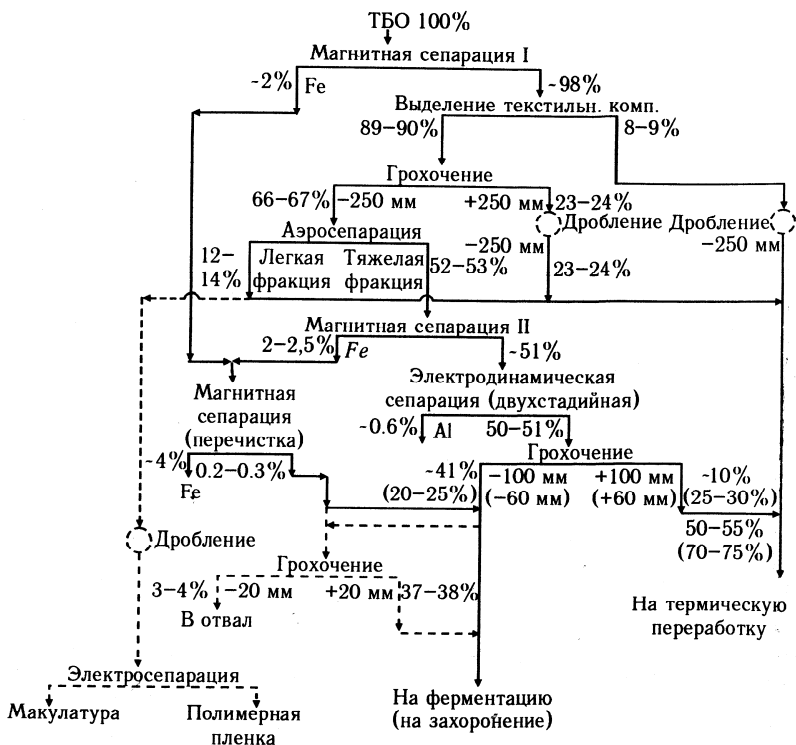 ТБО 100%
Магнитная сепарация I
~2% Fe ~98%
Выделение текстильн. комп.
89–90% 8–9%
Грохочение
66–67% –250 мм +250 мм 23–24%
Дробление Дробление
Аэросепарация
–250 мм –250 мм
12–14%
Легкая фракция
Тяжелая фракция
52–53% 23–24%
Магнитная сепарация II
2–2,5% Fe ~51%
Электродинамическая
сепарация (двухстадийная)
Магнитная
сепарация
(перечистка)
~0.6% Al 50–51%
Грохочение
~4% 0.2–0.3%
Fe
~41% –100 мм +100 мм ~10%
(20–25%) (–60 мм) (+60 мм) (25–30%)
50–55%
(70–75%)
Дробление
Грохочение
3–4% –20 мм +20 мм 37–38%
В отвал
На термическую
переработку
Электросепарация
Макулатура
Полимерная
пленка
На ферментацию
(на захоронение)